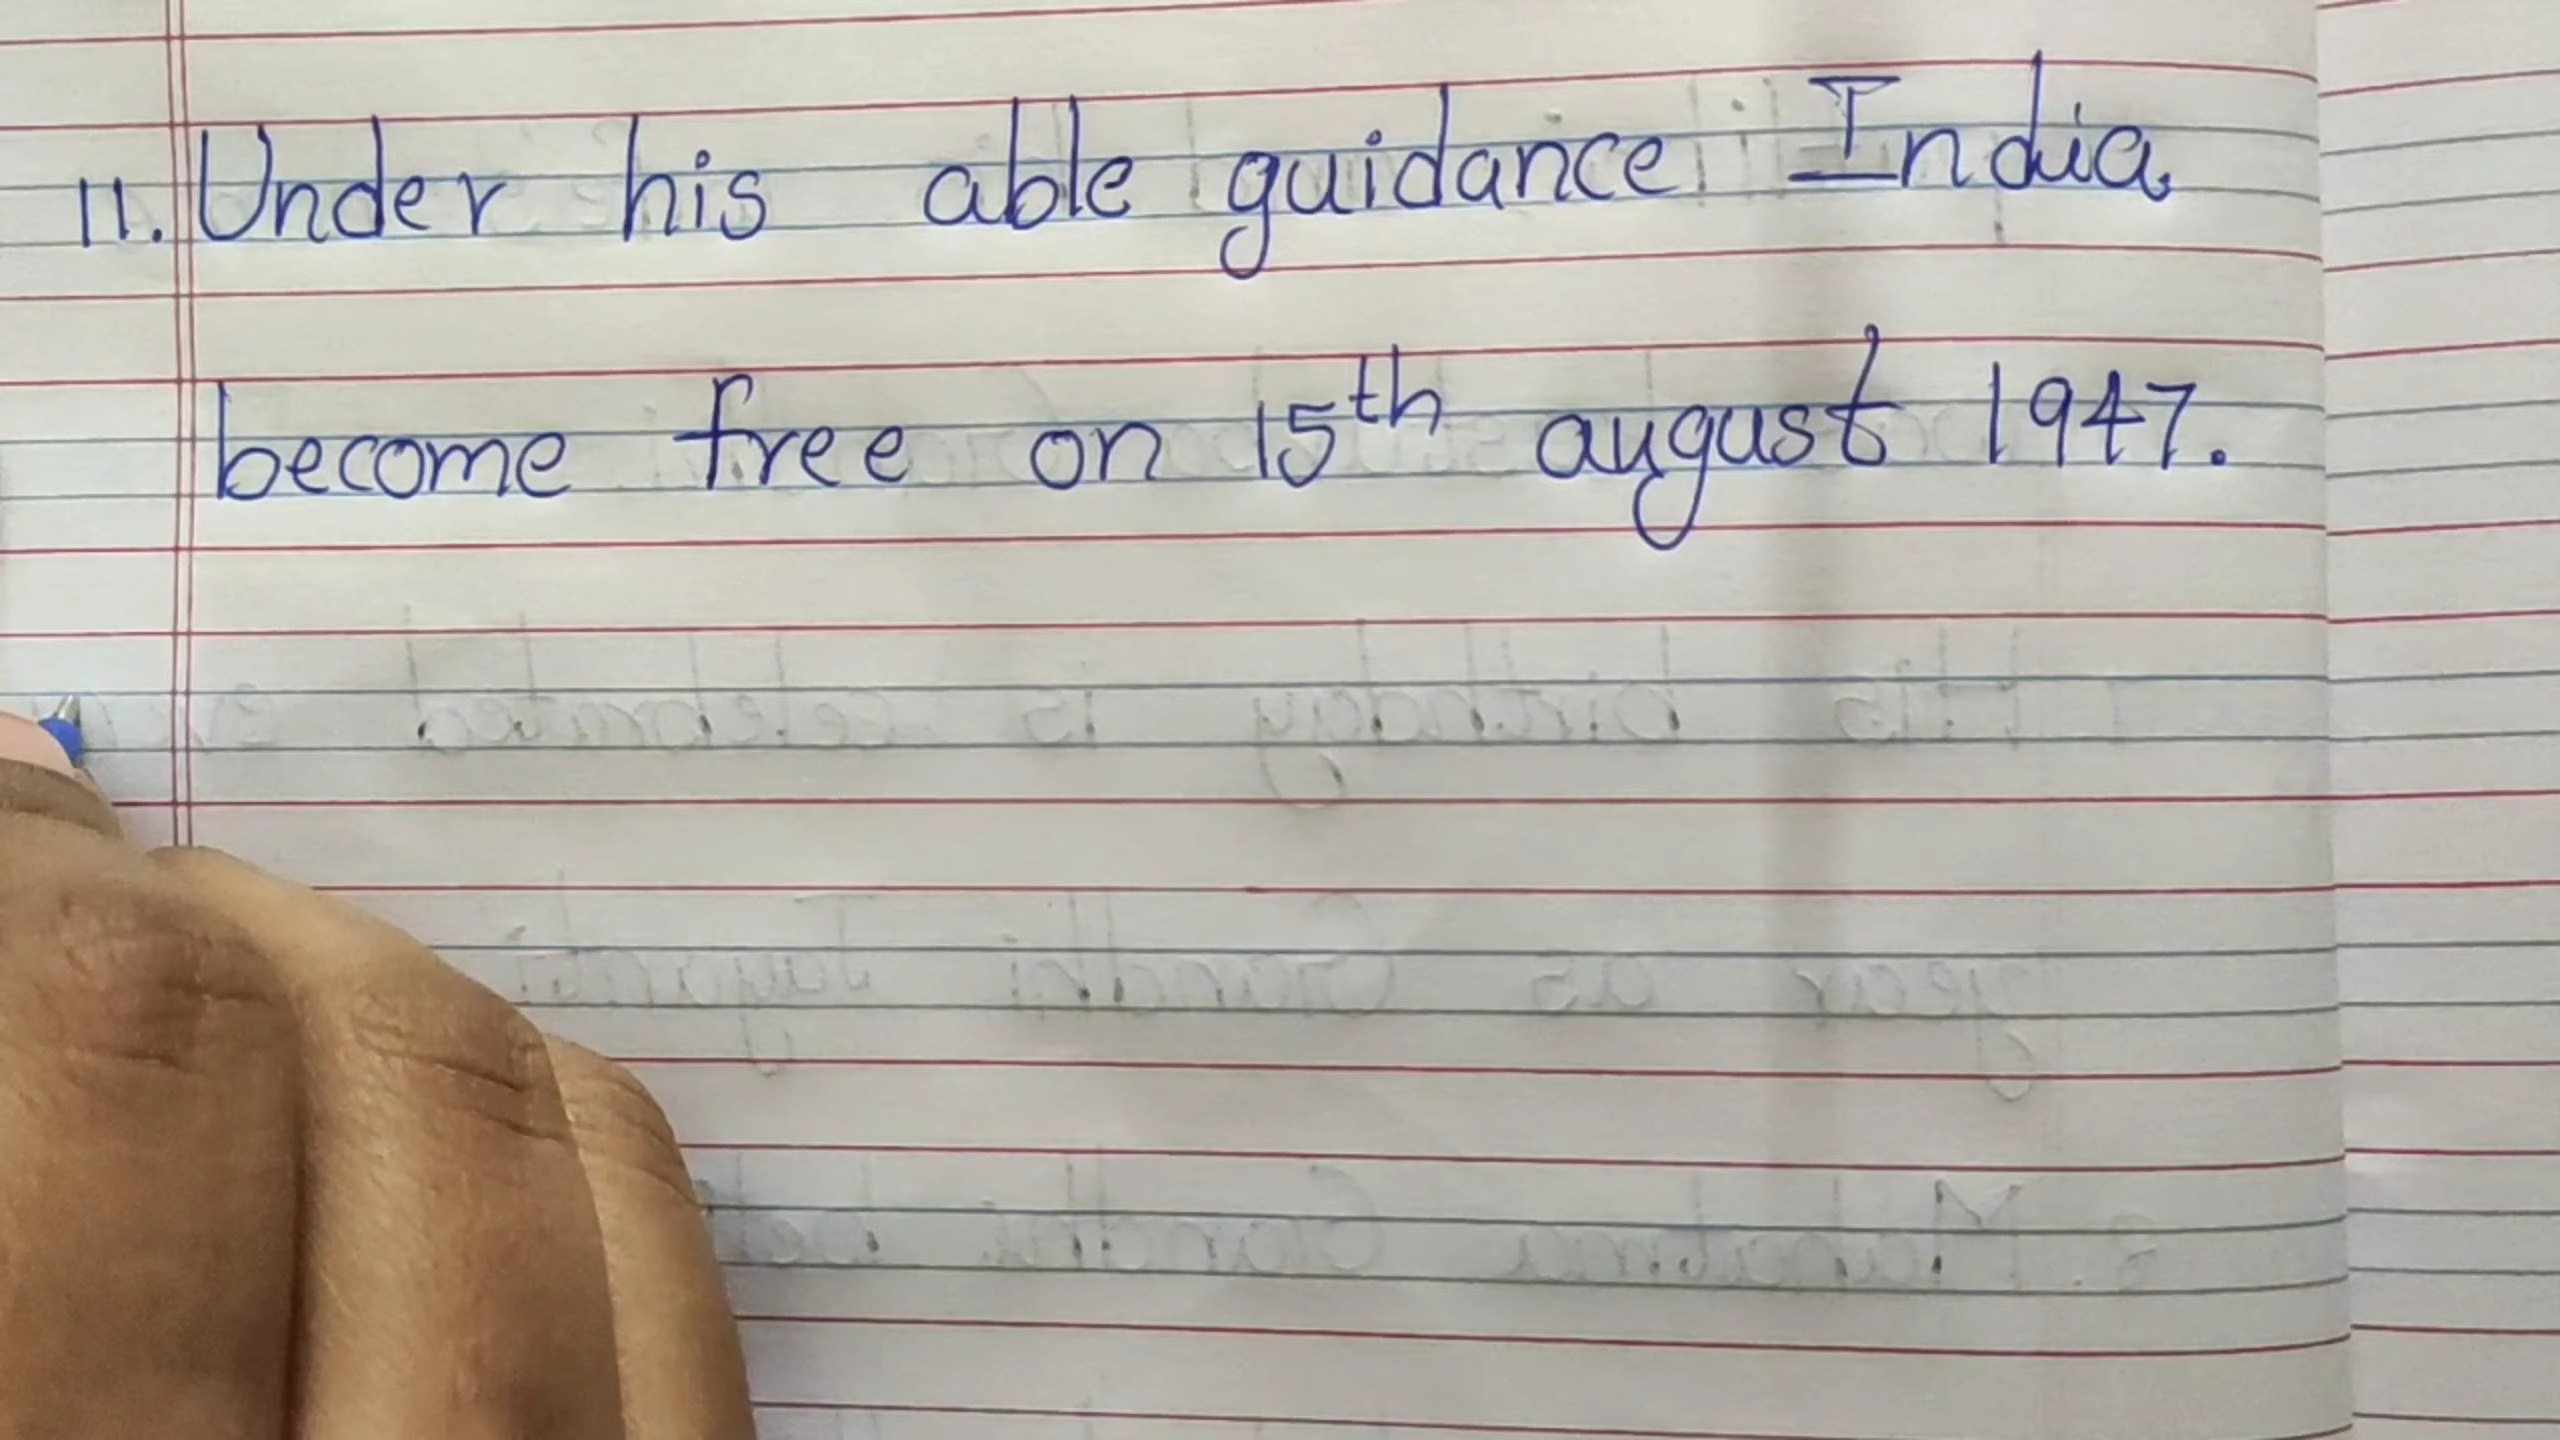 11. Under his able guidance India
become free on 15th august 1947.